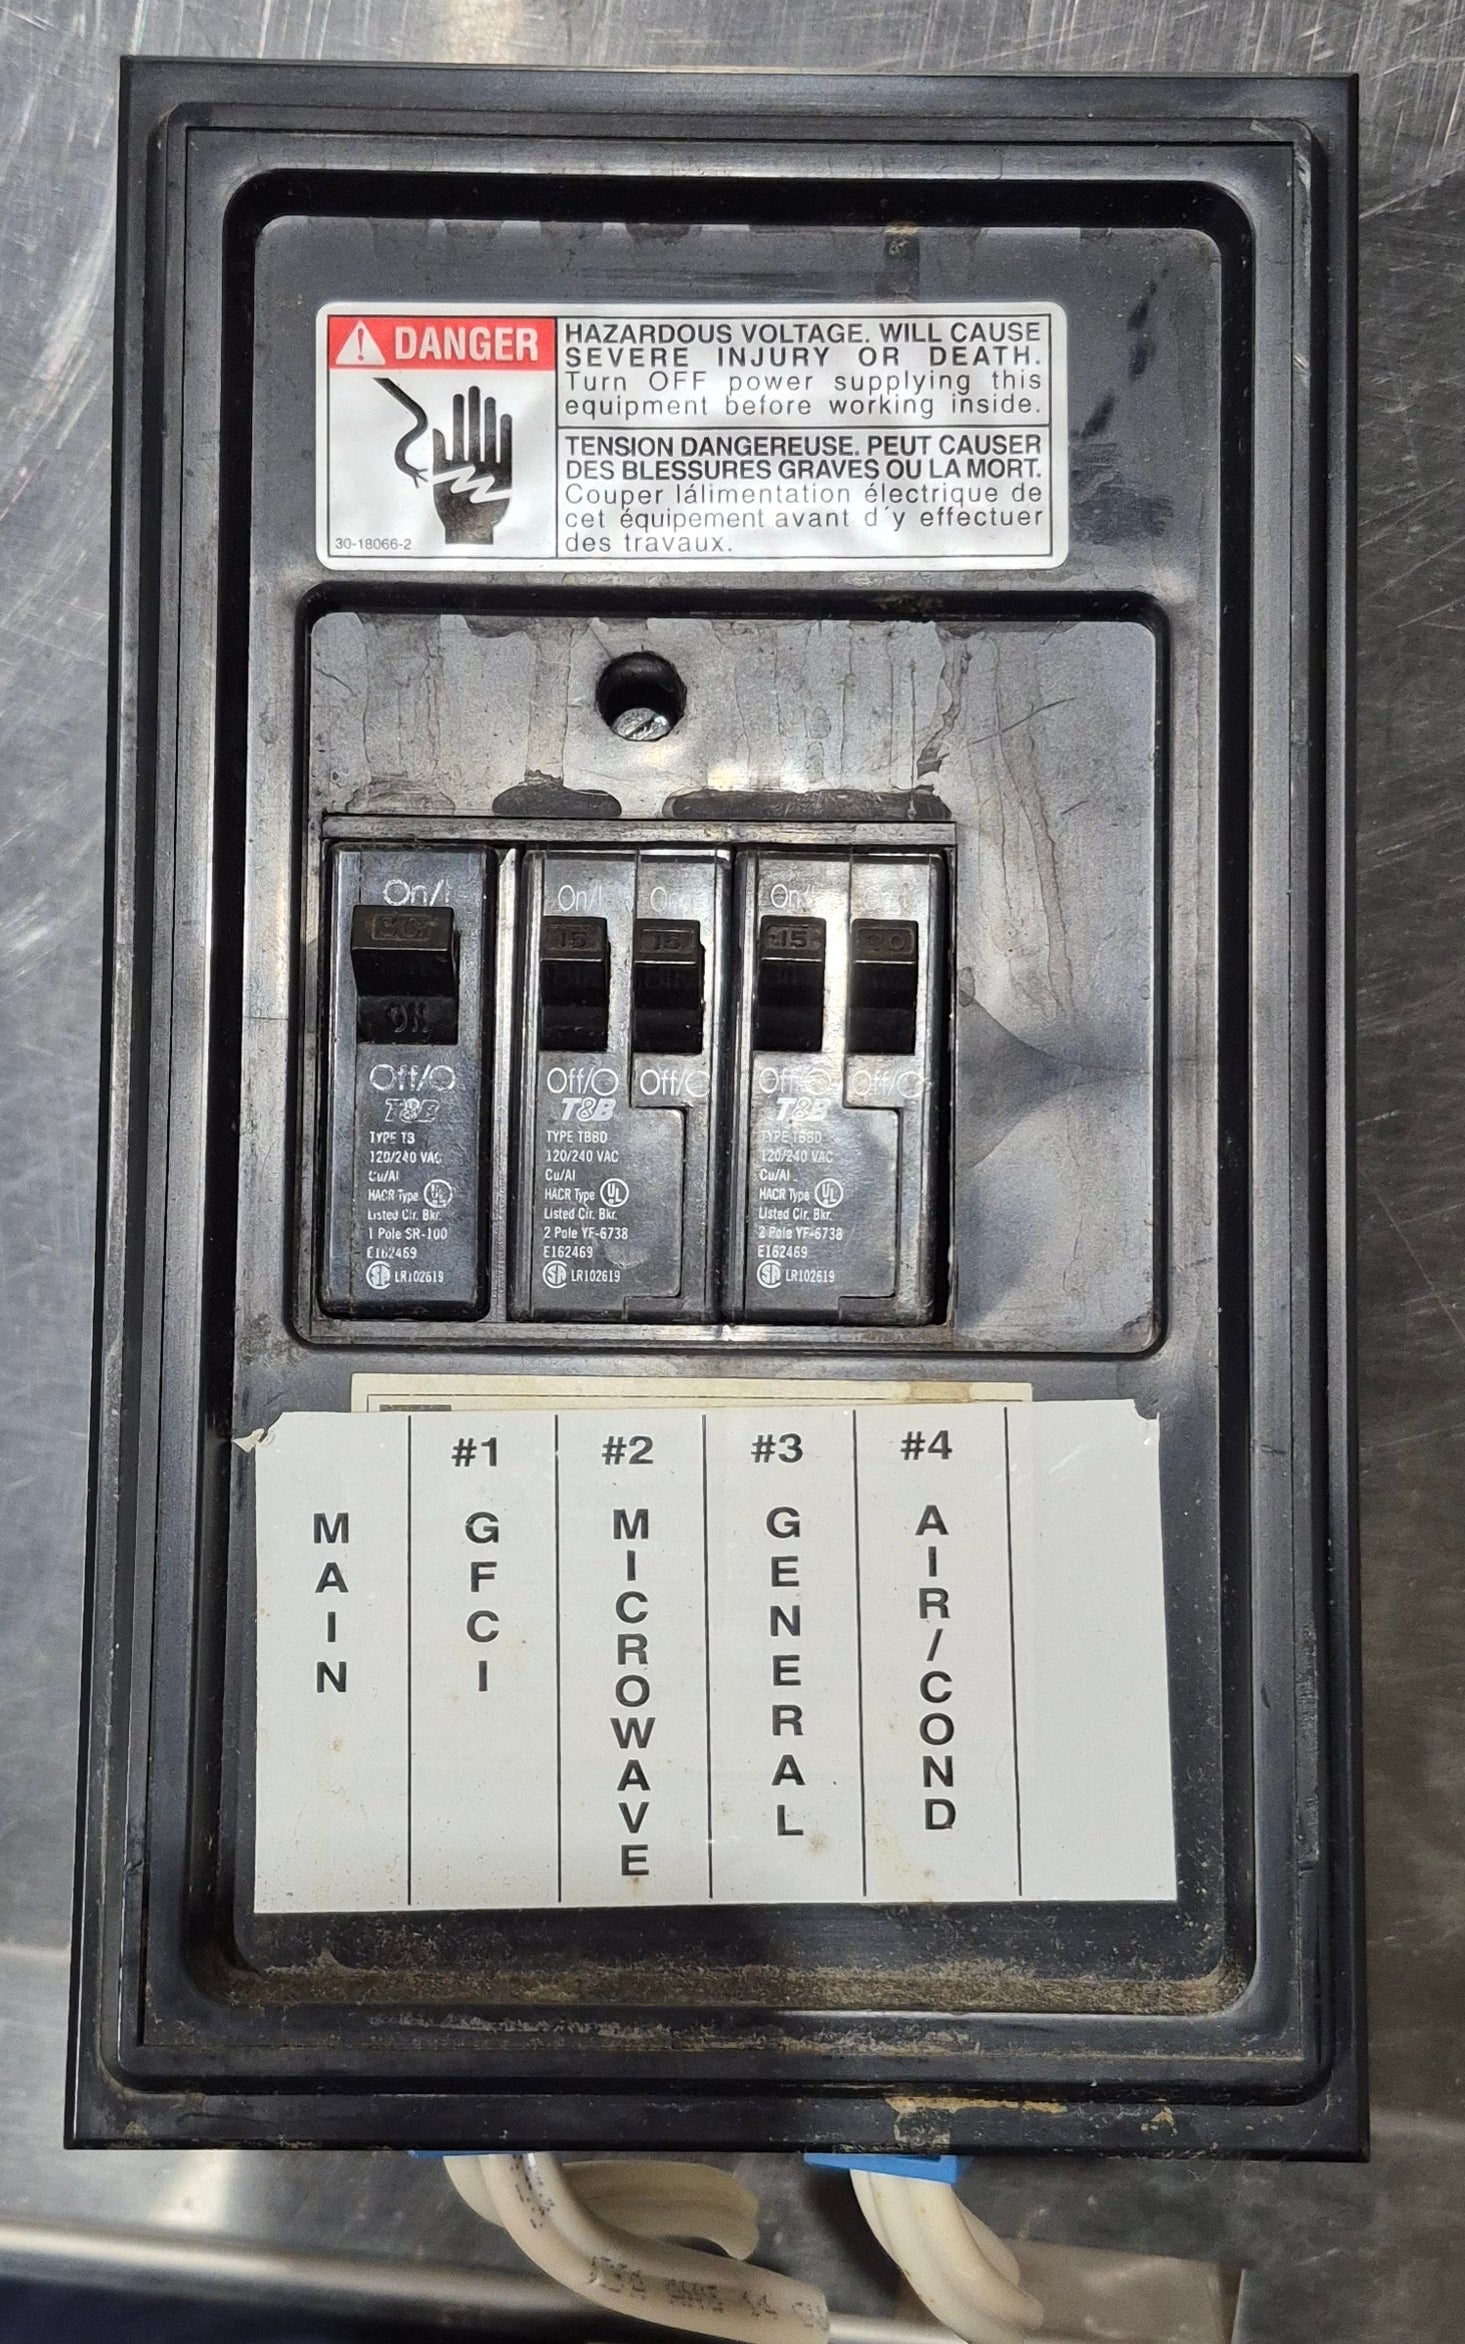 DANGER
HAZARDOUS VOLTAGE. WILL CAUSE
SEVERE INJURY OR DEATH.
Turn OFF power supplying this
equipment before working inside.
TENSION DANGEREUSE. PEUT CAUSER
DES BLESSURES GRAVES OU LA MORT.
Couper lálimentation électrique de
cet équipement avant d´y effectuer
des travaux.
30-18066-2
On/I
30
ON
Off/O
T&B
TYPE TB
120/240 VAC
Cu/Al
HACR Type UL
Listed Cir. Bkr.
1 Pole SR-100
E162469
LR102619
On/I On/I
15 15
Off/O Off/O
T&B
TYPE TBBD
120/240 VAC
Cu/Al
HACR Type UL
Listed Cir. Bkr.
2 Pole YF-6738
E162469
LR102619
On/I On/I
15 20
Off/O Off/O
T&B
TYPE TBBD
120/240 VAC
Cu/Al
HACR Type UL
Listed Cir. Bkr.
2 Pole YF-6738
E162469
LR102619
MAIN
#1
GFCI
#2
MICROWAVE
#3
GENERAL
#4
AIR/COND